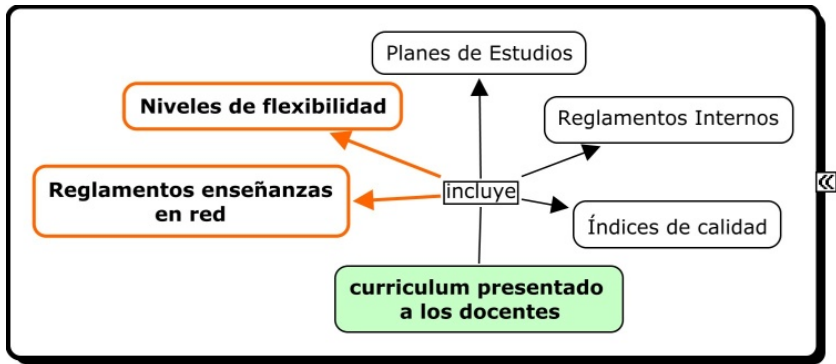 Planes de Estudios
Niveles de flexibilidad
Reglamentos Internos
Reglamentos enseñanzas
en red
incluye
Índices de calidad
curriculum presentado
a los docentes